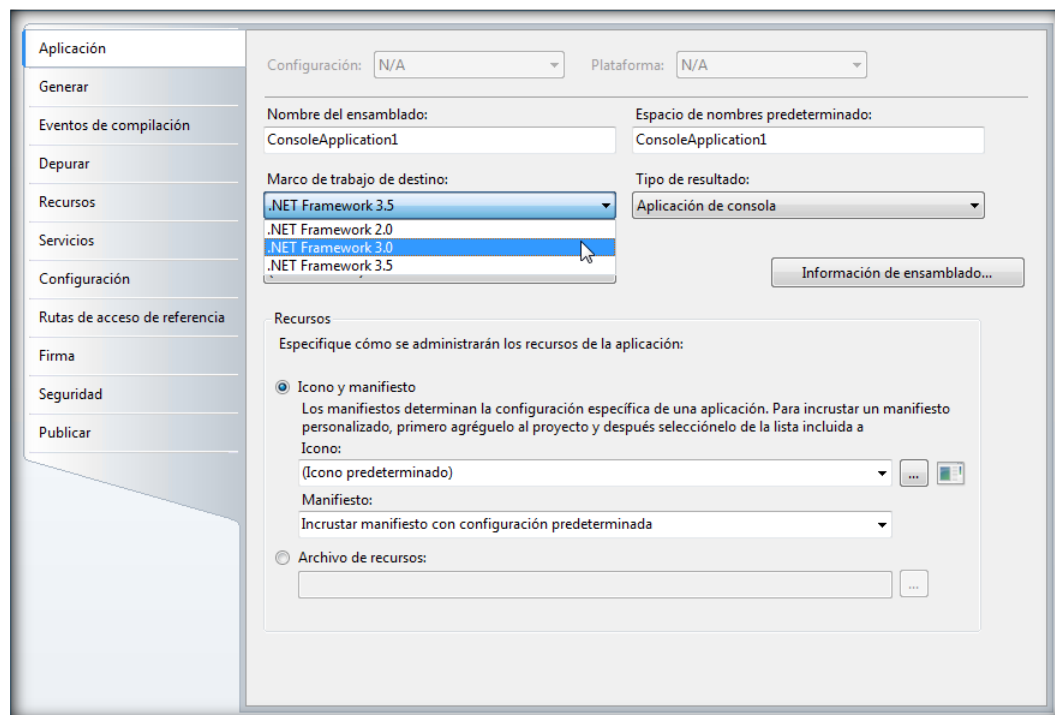 Aplicación
Generar
Eventos de compilación
Depurar
Recursos
Servicios
Configuración
Rutas de acceso de referencia
Firma
Seguridad
Publicar
Configuración: N/A Plataforma: N/A
Nombre del ensamblado: Espacio de nombres predeterminado:
ConsoleApplication1 ConsoleApplication1
Marco de trabajo de destino: Tipo de resultado:
.NET Framework 3.5 Aplicación de consola
.NET Framework 2.0
.NET Framework 3.0
.NET Framework 3.5
Información de ensamblado...
Recursos
Especifique cómo se administrarán los recursos de la aplicación:
Icono y manifiesto
Los manifiestos determinan la configuración específica de una aplicación. Para incrustar un manifiesto
personalizado, primero agréguelo al proyecto y después selecciónelo de la lista incluida a
Icono:
(Icono predeterminado) ...
Manifiesto:
Incrustar manifiesto con configuración predeterminada
Archivo de recursos:
...